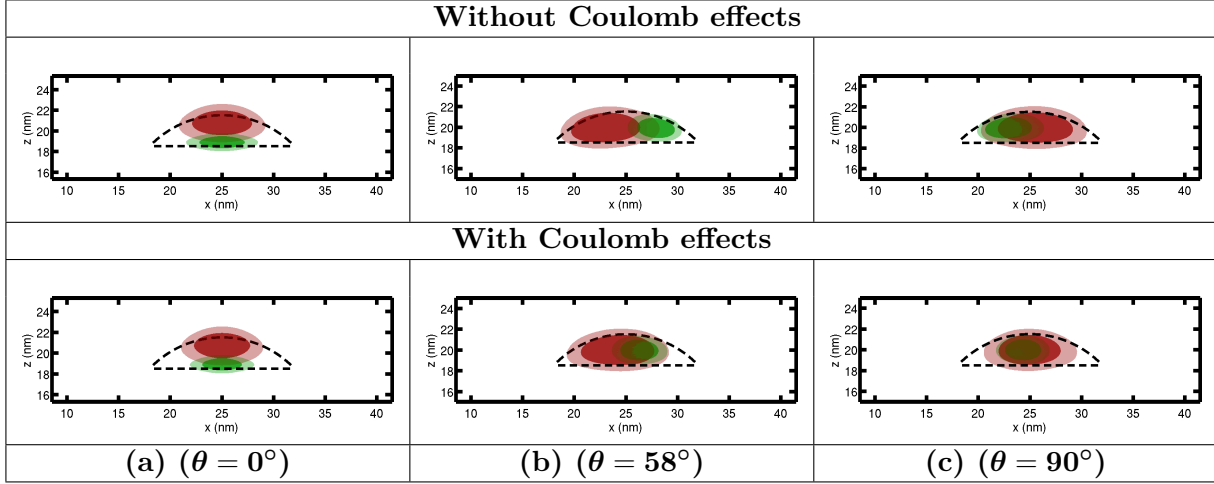 Without Coulomb effects
24
22
20
18
16
z (nm)
10 15 20 25 30 35 40
x (nm)
24
22
20
18
16
z (nm)
10 15 20 25 30 35 40
x (nm)
24
22
20
18
16
z (nm)
10 15 20 25 30 35 40
x (nm)
With Coulomb effects
24
22
20
18
16
z (nm)
10 15 20 25 30 35 40
x (nm)
24
22
20
18
16
z (nm)
10 15 20 25 30 35 40
x (nm)
24
22
20
18
16
z (nm)
10 15 20 25 30 35 40
x (nm)
(a) (θ = 0°)
(b) (θ = 58°)
(c) (θ = 90°)